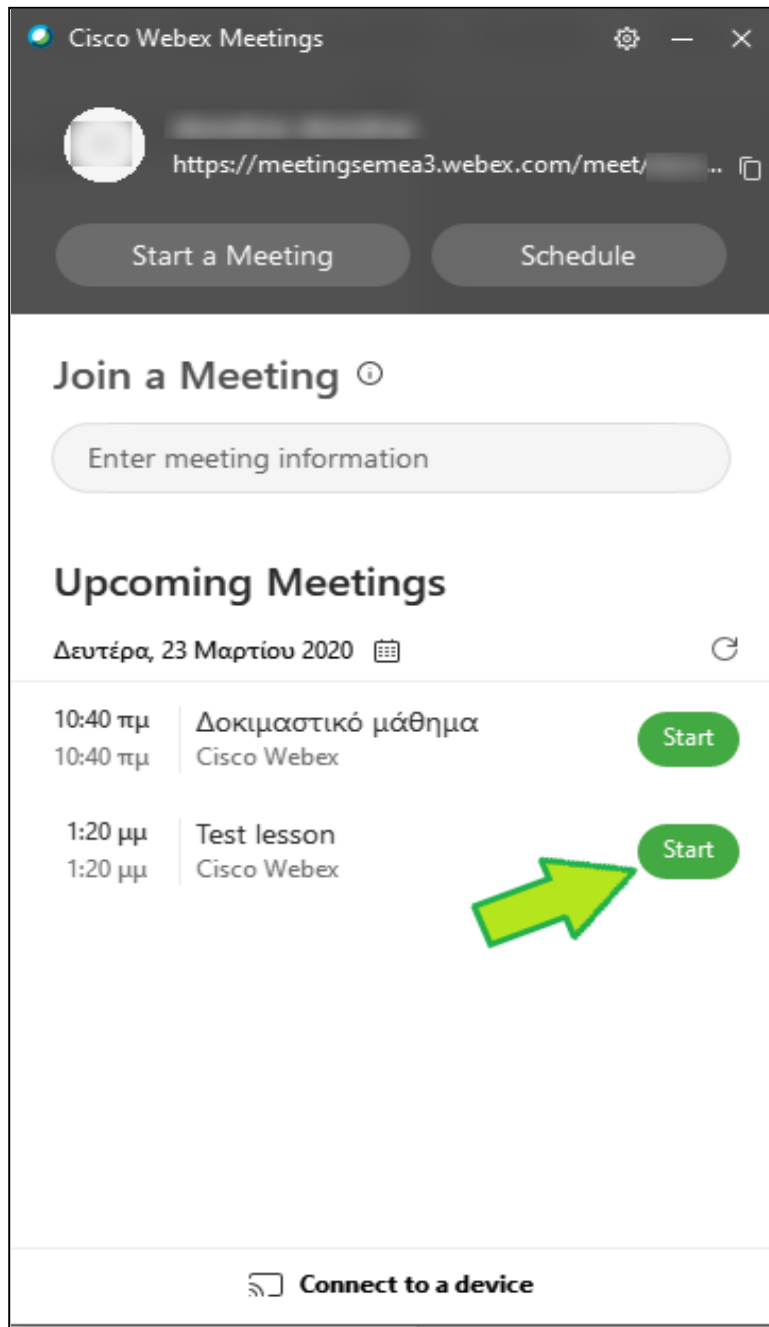 Cisco Webex Meetings
https://meetingsemea3.webex.com/meet/ ...
Start a Meeting
Schedule
Join a Meeting
Enter meeting information
Upcoming Meetings
Δευτέρα, 23 Μαρτίου 2020
10:40 πμ Δοκιμαστικό μάθημα
Start
10:40 πμ Cisco Webex
1:20 μμ Test lesson
Start
1:20 μμ Cisco Webex
Connect to a device